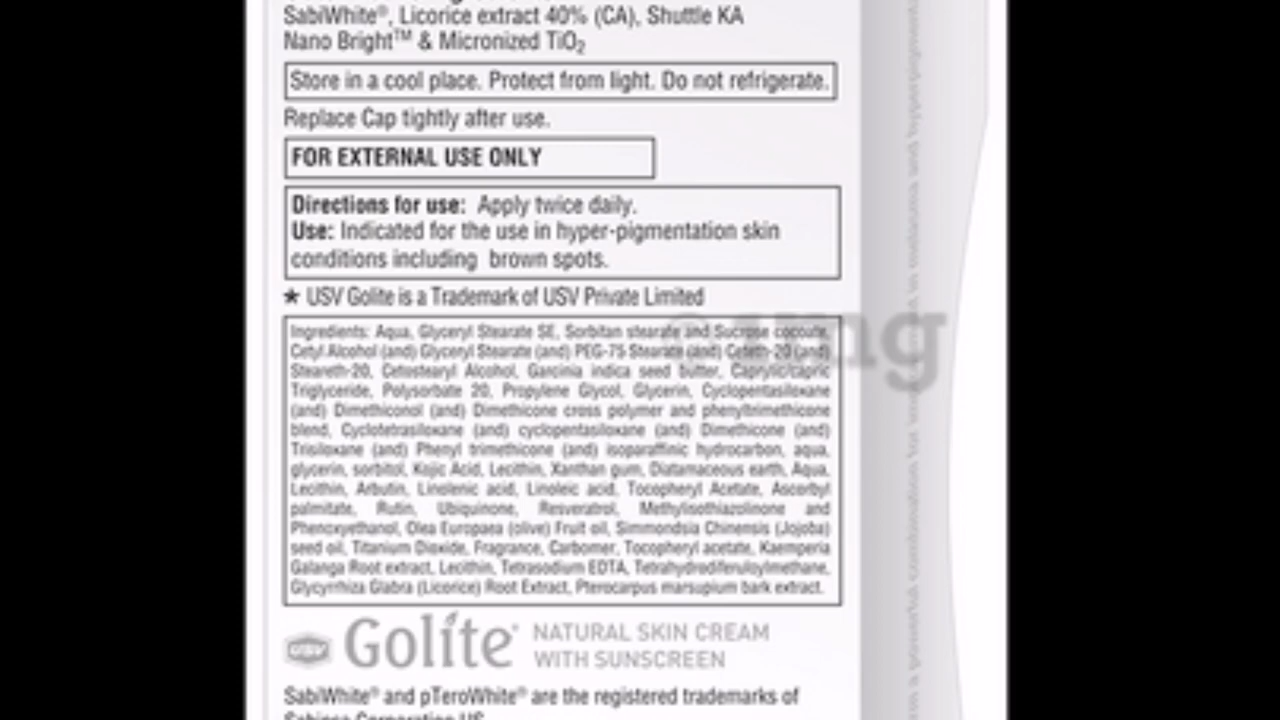 SabiWhite®, Licorice extract 40% (CA), Shuttle KA
Nano Bright™ & Micronized TiO₂
Store in a cool place. Protect from light. Do not refrigerate.
Replace Cap tightly after use.
FOR EXTERNAL USE ONLY
Directions for use: Apply twice daily.
Use: Indicated for the use in hyper-pigmentation skin
conditions including brown spots.
★ USV Golite is a Trademark of USV Private Limited
Ingredients: Aqua, Glyceryl Stearate SE, Sorbitan stearate and Sucrose cocoate,
Cetyl Alcohol (and) Glyceryl Stearate (and) PEG-75 Stearate (and) Ceteth-20 (and)
Steareth-20, Cetostearyl Alcohol, Garcinia indica seed butter, Caprylic/capric
Triglyceride, Polysorbate 20, Propylene Glycol, Glycerin, Cyclopentasiloxane
(and) Dimethiconol (and) Dimethicone cross polymer and phenyltrimethicone
blend, Cyclotetrasiloxane (and) cyclopentasiloxane (and) Dimethicone (and)
Trisiloxane (and) Phenyl trimethicone (and) isoparaffinic hydrocarbon, aqua,
glycerin, sorbitol, Kojic Acid, Lecithin, Xanthan gum, Diatamaceous earth, Aqua,
Lecithin, Arbutin, Linolenic acid, Linoleic acid, Tocopheryl Acetate, Ascorbyl
palmitate, Rutin, Ubiquinone, Resveratrol, Methylisothiazolinone and
Phenoxyethanol, Olea Europaea (olive) Fruit oil, Simmondsia Chinensis (Jojoba)
seed oil, Titanium Dioxide, Fragrance, Carbomer, Tocopheryl acetate, Kaemperia
Galanga Root extract, Lecithin, Tetrasodium EDTA, Tetrahydrodiferuloylmethane,
Glycyrrhiza Glabra (Licorice) Root Extract, Pterocarpus marsupium bark extract.
USV Golite® NATURAL SKIN CREAM
WITH SUNSCREEN
SabiWhite® and pTeroWhite® are the registered trademarks of
1mg